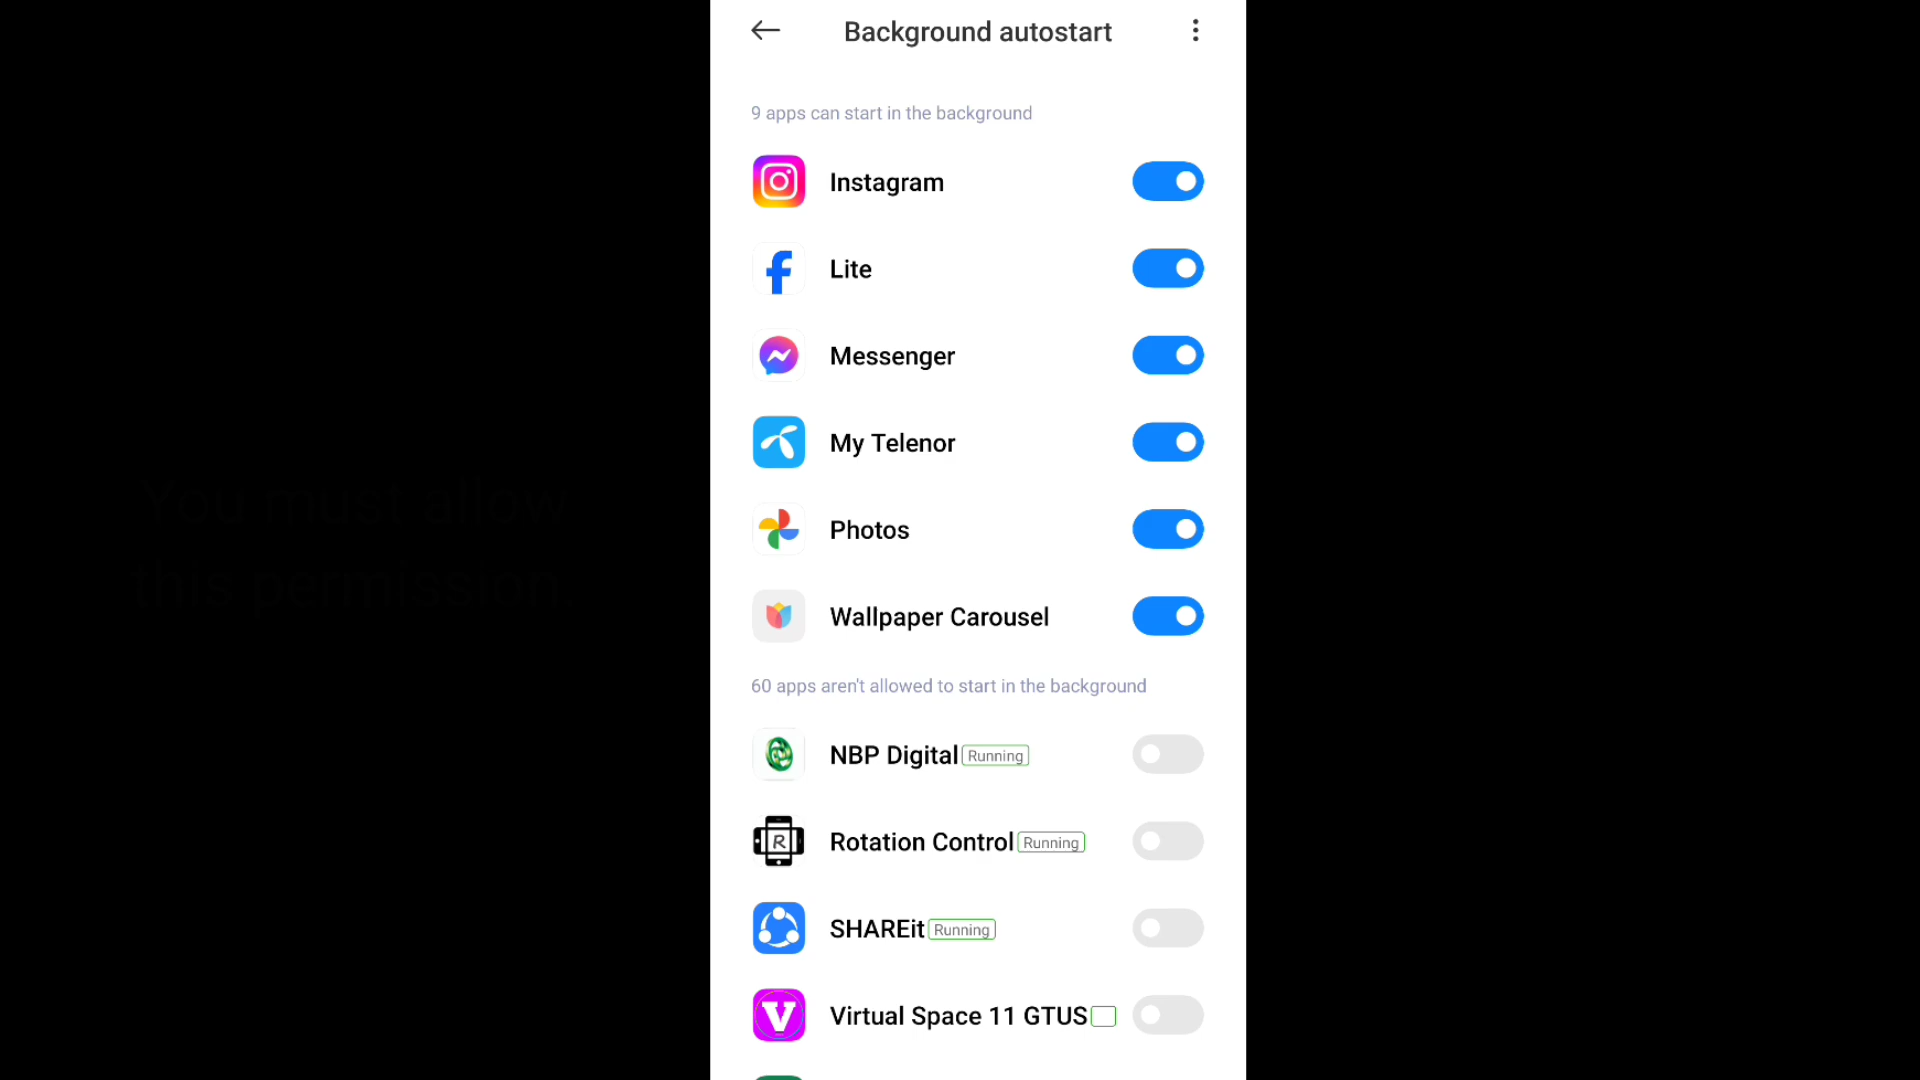 Background autostart
9 apps can start in the background
Instagram
Lite
Messenger
My Telenor
You must allow
this permission.
Photos
Wallpaper Carousel
60 apps aren't allowed to start in the background
NBP Digital Running
Rotation Control Running
R
SHAREit Running
Virtual Space 11 GTUS
V